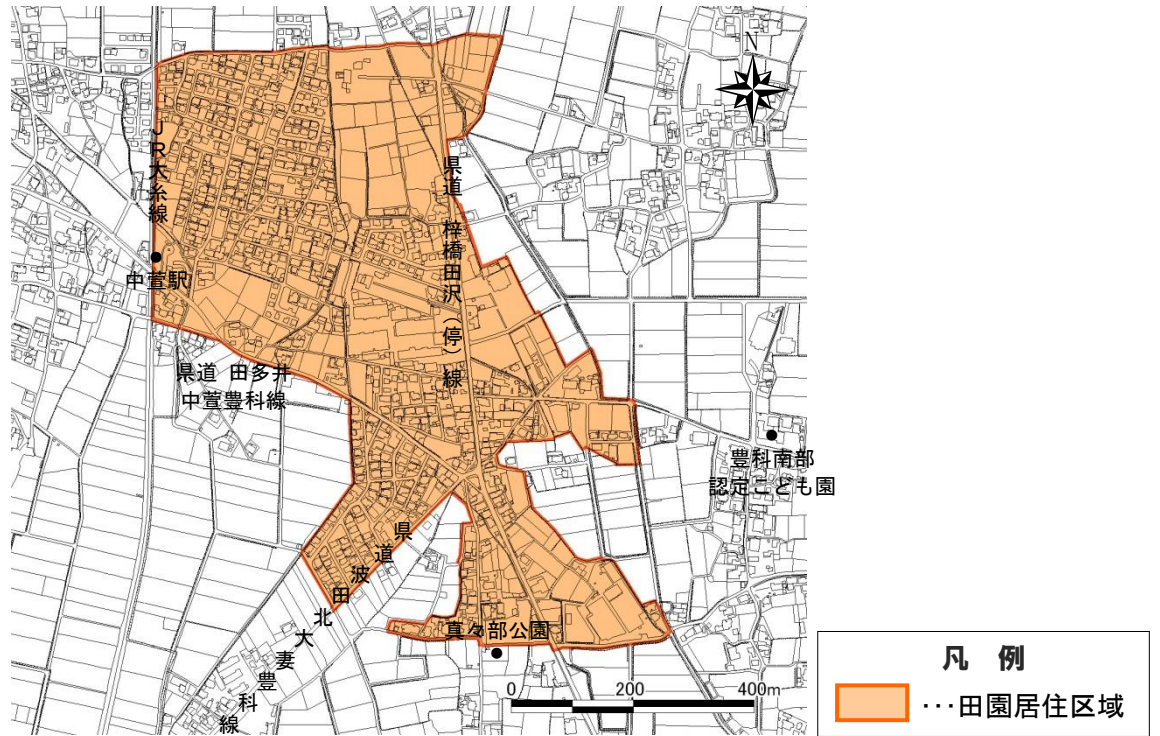 N
JR大糸線
県道 梓橋田沢（停）線
中萱駅
県道 田多井
中萱豊科線
豊科南部
認定こども園
県道波田北大妻豊科線
真々部公園
0 200 400m
凡 例
･･･田園居住区域